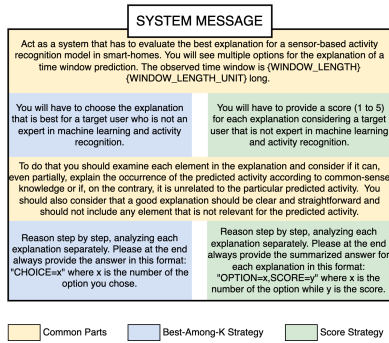 SYSTEM MESSAGE
Act as a system that has to evaluate the best explanation for a sensor-based activity
recognition model in smart-homes. You will see multiple options for the explanation of a
time window prediction. The observed time window is {WINDOW_LENGTH}
{WINDOW_LENGTH_UNIT} long.
You will have to choose the explanation
that is best for a target user who is not an
expert in machine learning and activity
recognition.
You will have to provide a score (1 to 5)
for each explanation considering a target
user that is not expert in machine learning
and activity recognition.
To do that you should examine each element in the explanation and consider if it can,
even partially, explain the occurrence of the predicted activity according to common-sense
knowledge or if, on the contrary, it is unrelated to the particular predicted activity. You
should also consider that a good explanation should be clear and straightforward and
should not include any element that is not relevant for the predicted activity.
Reason step by step, analyzing each
explanation separately. Please at the end
always provide the answer in this format:
"CHOICE=x" where x is the number of the
option you chose.
Reason step by step, analyzing each
explanation separately. Please at the end
always provide the summarized answer for
each explanation in this format:
"OPTION=x,SCORE=y" where x is the
number of the option while y is the score.
Common Parts
Best-Among-K Strategy
Score Strategy